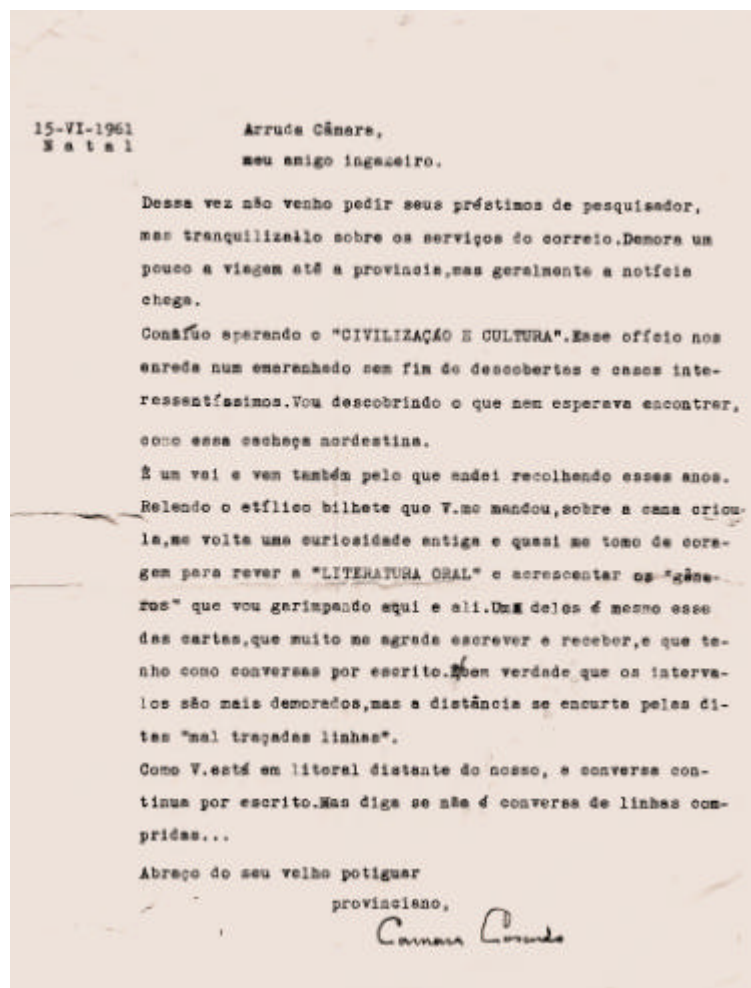 15-VI-1961 Arruda Câmara,
Natal meu amigo ingazeiro.
Dessa vez não venho pedir seus préstimos de pesquisador,
mas tranquilizallo sobre os serviços do correio.Demora um
pouco a viagem até a provincia,mas geralmente a notícia
chega.
aparando o "CIVILIZAÇÃO E CULTURA".Esse ofício nos
enreda num emaranhado sem fim de descobertas e casos inte-
ressentíssimos.Vou descobrindo o que nem esperava encontrar,
como essa cachaça nordestina.
É um vai e vem também pelo que andei recolhendo esses anos.
Relendo o etílico bilhete que V.me mandou,sobre a cana criou-
la,me volta uma curiosidade antiga e quasi me tomo de cora-
gem para rever a "LITERATURA ORAL" e acrescentar os "gêne-
ros" que vou garimpando aqui e ali.Um deles é mesmo esse
das cartas,que muito me agrada escrever e receber,e que te-
nho como conversas por escrito.É bem verdade que os interva-
los são mais demorados,mas a distância se encurta pelas di-
tas "mal traçadas linhas".
Como V.está em litoral distante do nosso, a conversa con-
tinua por escrito.Mas diga se não é conversa de linhas com-
pridas...
Abraço do seu velho potiguar
provinciano,
Camara Cascudo